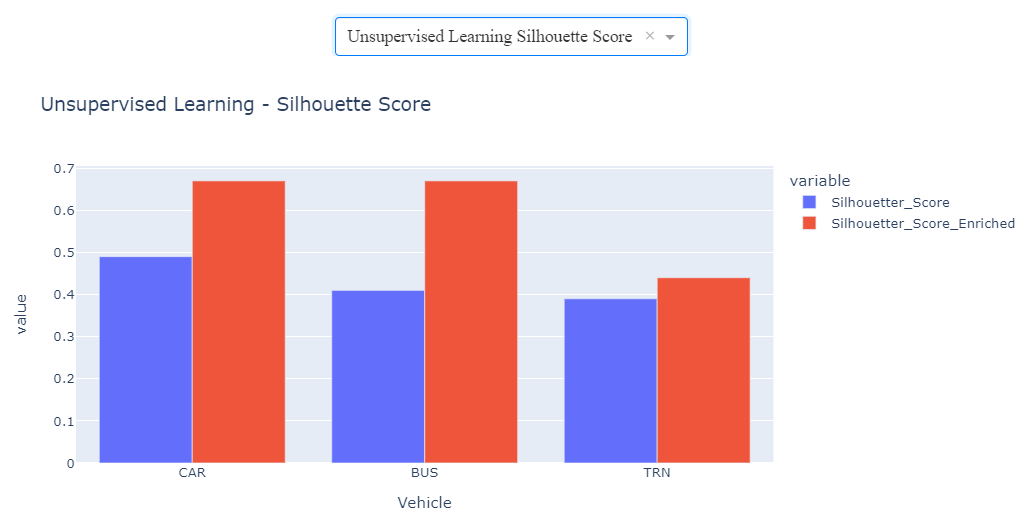 Unsupervised Learning Silhouette Score × 
Unsupervised Learning - Silhouette Score
variable
Silhouetter_Score
Silhouetter_Score_Enriched
value
0.7
0.6
0.5
0.4
0.3
0.2
0.1
0
CAR BUS TRN
Vehicle